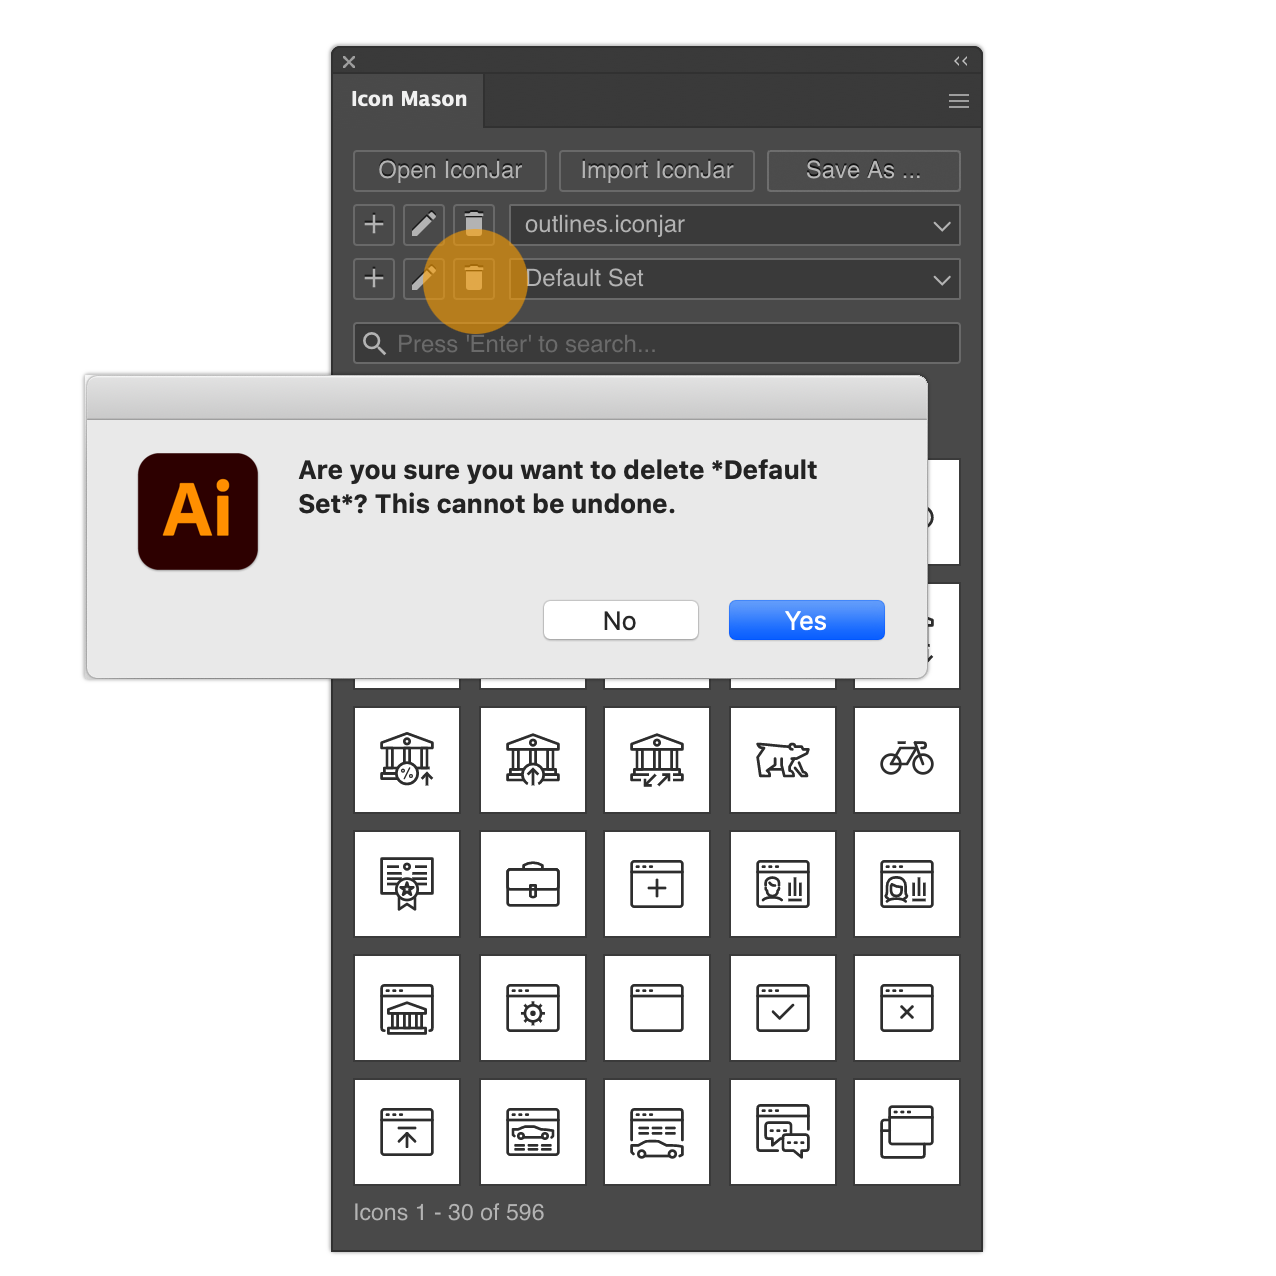 Icon Mason
Open IconJar
Import IconJar
Save As ...
outlines.iconjar
Default Set
Press 'Enter' to search...
Ai
Are you sure you want to delete *Default
Set*? This cannot be undone.
No
Yes
%
Icons 1 - 30 of 596